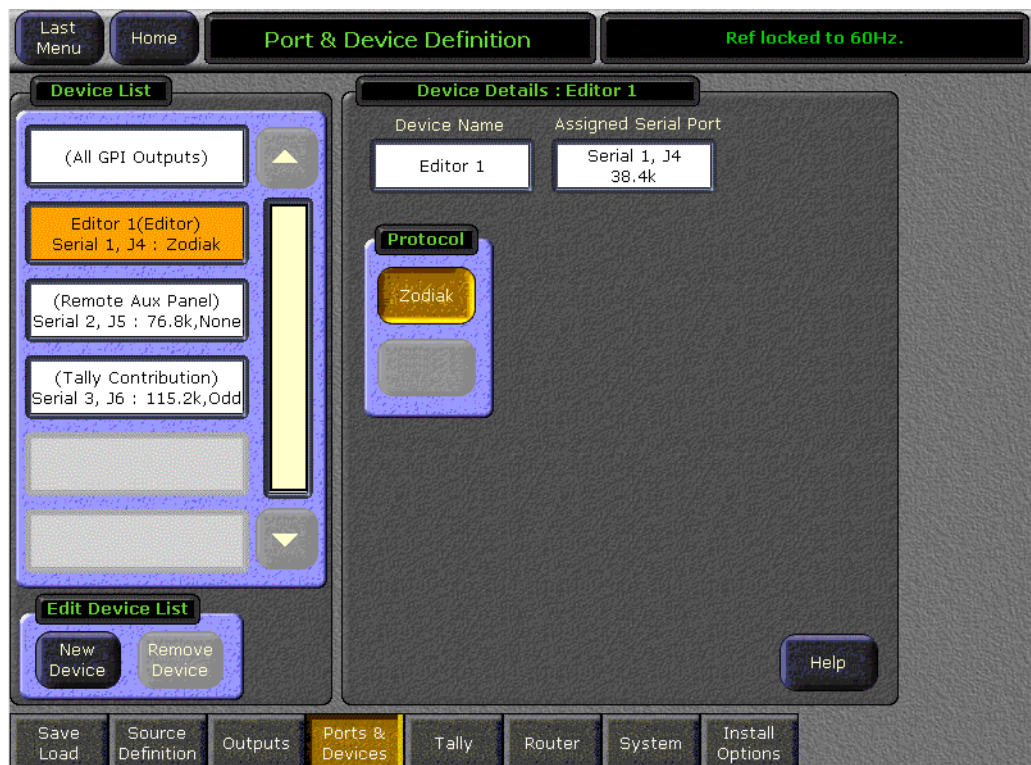 Last
Menu
Home
Port & Device Definition
Ref locked to 60Hz.
Device List
(All GPI Outputs)
Editor 1(Editor)
Serial 1, J4 : Zodiak
(Remote Aux Panel)
Serial 2, J5 : 76.8k,None
(Tally Contribution)
Serial 3, J6 : 115.2k,Odd
Edit Device List
New
Device
Remove
Device
Device Details : Editor 1
Device Name
Editor 1
Assigned Serial Port
Serial 1, J4
38.4k
Protocol
Zodiak
Help
Save
Load
Source
Definition
Outputs
Ports &
Devices
Tally
Router
System
Install
Options